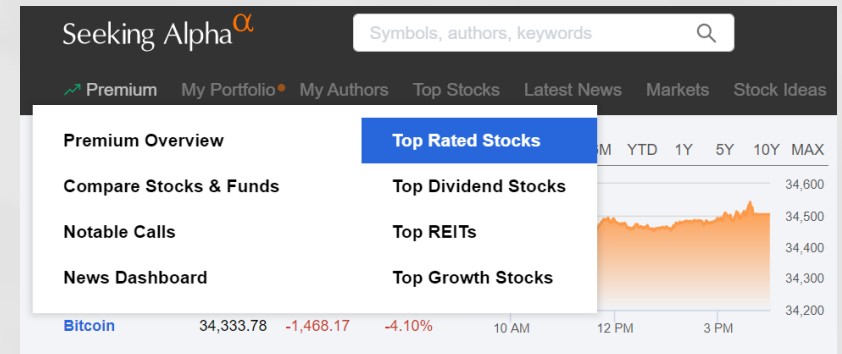 Seeking Alpha α
Symbols, authors, keywords
Premium My Portfolio My Authors Top Stocks Latest News Markets Stock Ideas
Premium Overview Top Rated Stocks
M YTD 1Y 5Y 10Y MAX
Compare Stocks & Funds Top Dividend Stocks
34,600
Notable Calls Top REITs
34,500
34,400
News Dashboard Top Growth Stocks
34,300
34,200
Bitcoin 34,333.78 -1,468.17 -4.10%
10 AM 12 PM 3 PM